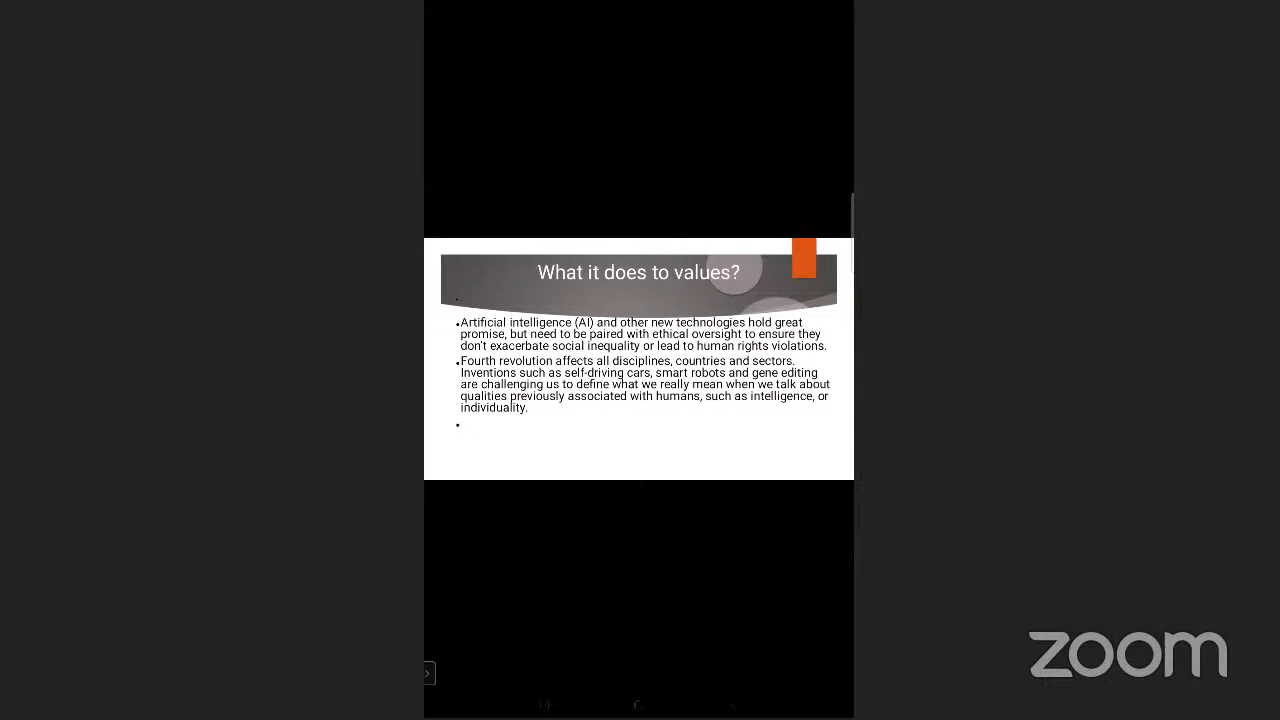 What it does to values?
•Artificial intelligence (AI) and other new technologies hold great
promise, but need to be paired with ethical oversight to ensure they
don't exacerbate social inequality or lead to human rights violations.
•Fourth revolution affects all disciplines, countries and sectors.
Inventions such as self-driving cars, smart robots and gene editing
are challenging us to define what we really mean when we talk about
qualities previously associated with humans, such as intelligence, or
individuality.
•
zoom